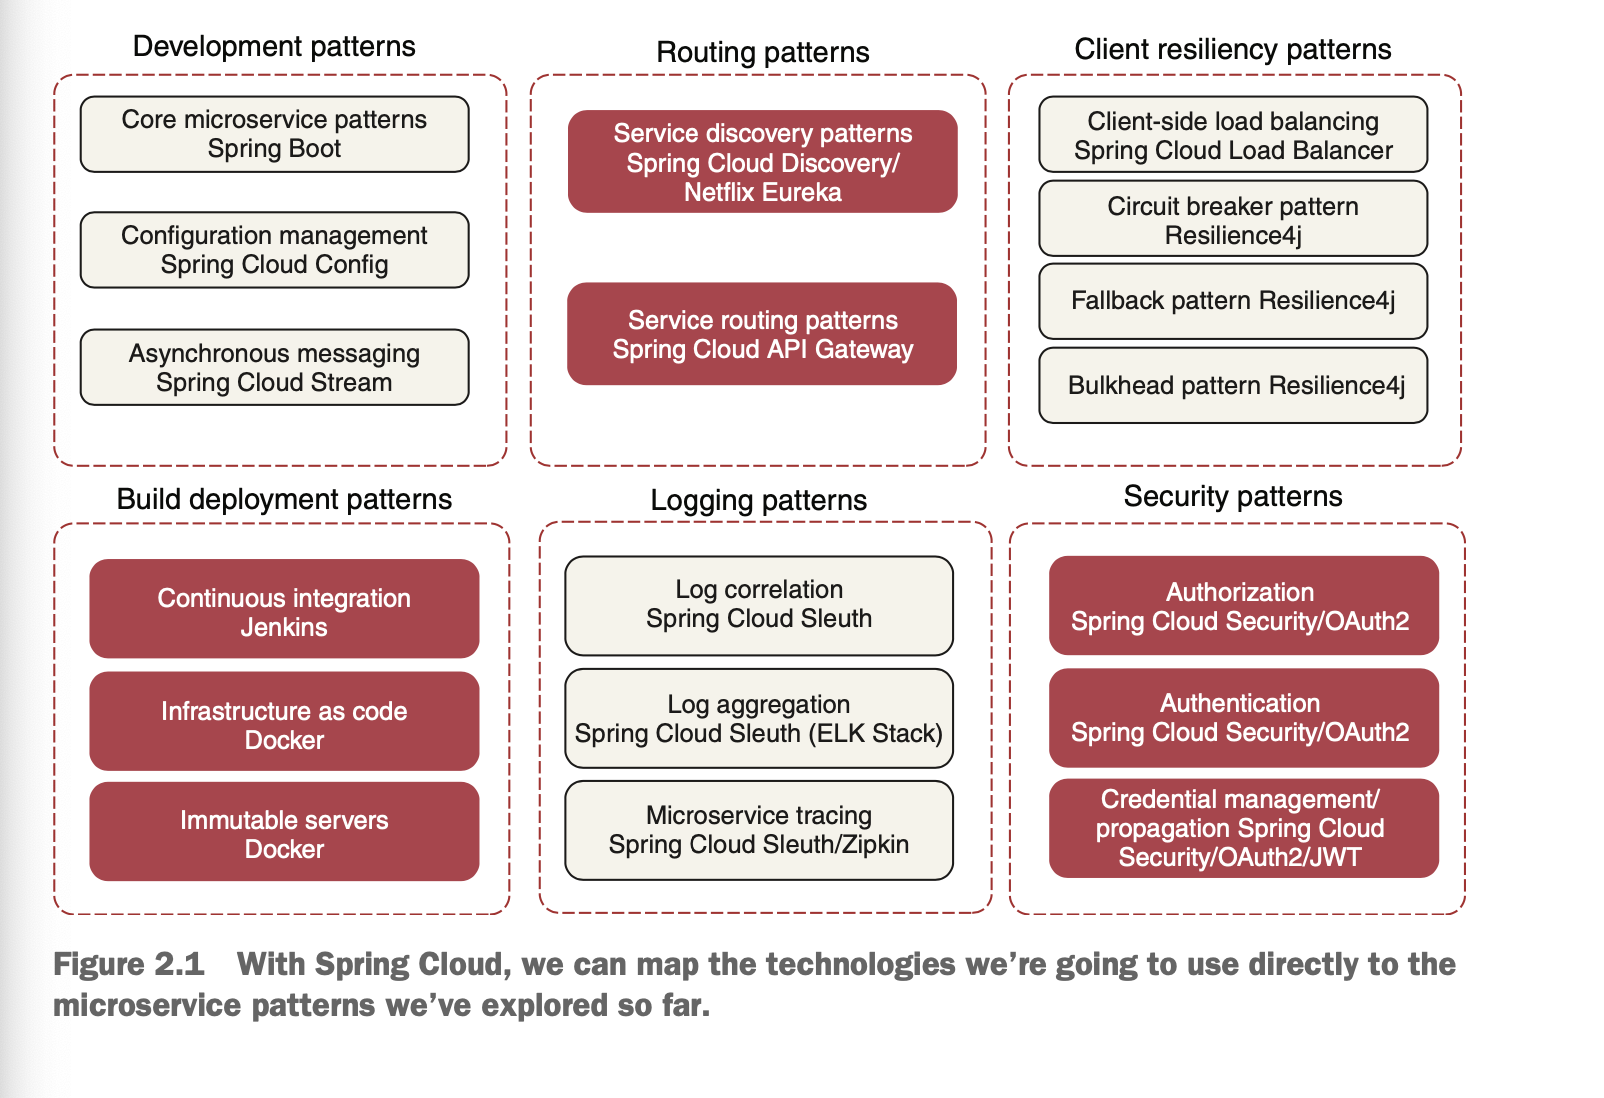 Development patterns
Core microservice patterns
Spring Boot
Configuration management
Spring Cloud Config
Asynchronous messaging
Spring Cloud Stream
Routing patterns
Service discovery patterns
Spring Cloud Discovery/
Netflix Eureka
Service routing patterns
Spring Cloud API Gateway
Client resiliency patterns
Client-side load balancing
Spring Cloud Load Balancer
Circuit breaker pattern
Resilience4j
Fallback pattern Resilience4j
Bulkhead pattern Resilience4j
Build deployment patterns
Continuous integration
Jenkins
Infrastructure as code
Docker
Immutable servers
Docker
Logging patterns
Log correlation
Spring Cloud Sleuth
Log aggregation
Spring Cloud Sleuth (ELK Stack)
Microservice tracing
Spring Cloud Sleuth/Zipkin
Security patterns
Authorization
Spring Cloud Security/OAuth2
Authentication
Spring Cloud Security/OAuth2
Credential management/
propagation Spring Cloud
Security/OAuth2/JWT
Figure 2.1 With Spring Cloud, we can map the technologies we’re going to use directly to the
microservice patterns we’ve explored so far.